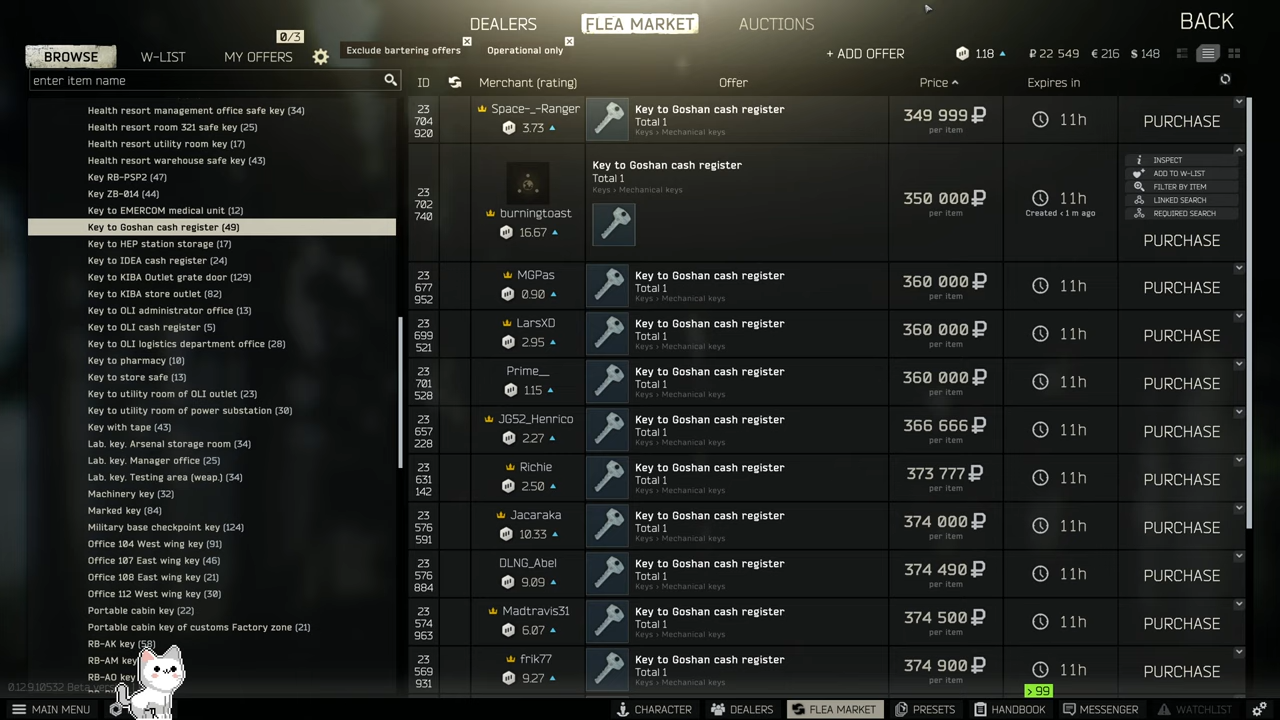 DEALERS
FLEA MARKET
AUCTIONS
BACK
BROWSE
W-LIST
MY OFFERS
0/3
Exclude bartering offers
Operational only
+ ADD OFFER
1.18
₽ 22 549
€ 216
$ 148
enter item name
ID
Merchant (rating)
Offer
Price
Expires in
Health resort management office safe key (34)
Health resort room 321 safe key (25)
Health resort utility room key (17)
Health resort warehouse safe key (43)
Key RB-PSP2 (47)
Key ZB-014 (44)
Key to EMERCOM medical unit (12)
Key to Goshan cash register (49)
Key to HEP station storage (17)
Key to IDEA cash register (24)
Key to KIBA Outlet grate door (129)
Key to KIBA store outlet (82)
Key to OLI administrator office (13)
Key to OLI cash register (5)
Key to OLI logistics department office (28)
Key to pharmacy (10)
Key to store safe (13)
Key to utility room of OLI outlet (23)
Key to utility room of power substation (30)
Key with tape (43)
Lab. key. Arsenal storage room (34)
Lab. key. Manager office (25)
Lab. key. Testing area (weap.) (34)
Machinery key (32)
Marked key (84)
Military base checkpoint key (124)
Office 104 West wing key (91)
Office 107 East wing key (46)
Office 108 East wing key (21)
Office 112 West wing key (30)
Portable cabin key (22)
Portable cabin key of customs Factory zone (21)
RB-AK key (58)
RB-AM key
RB-AO key
23
704
920
Space-_-Ranger
3.73
Key to Goshan cash register
Total 1
Keys > Mechanical keys
349 999 ₽
per item
11h
PURCHASE
23
702
740
burningtoast
16.67
Key to Goshan cash register
Total 1
Keys > Mechanical keys
350 000 ₽
per item
11h
Created < 1 m ago
INSPECT
ADD TO W-LIST
FILTER BY ITEM
LINKED SEARCH
REQUIRED SEARCH
PURCHASE
23
677
952
MGPas
0.90
Key to Goshan cash register
Total 1
Keys > Mechanical keys
360 000 ₽
per item
11h
PURCHASE
23
699
521
LarsXD
2.95
Key to Goshan cash register
Total 1
Keys > Mechanical keys
360 000 ₽
per item
11h
PURCHASE
23
701
528
Prime__
1.15
Key to Goshan cash register
Total 1
Keys > Mechanical keys
360 000 ₽
per item
11h
PURCHASE
23
657
228
JG52_Henrico
2.27
Key to Goshan cash register
Total 1
Keys > Mechanical keys
366 666 ₽
per item
11h
PURCHASE
23
631
142
Richie
2.50
Key to Goshan cash register
Total 1
Keys > Mechanical keys
373 777 ₽
per item
11h
PURCHASE
23
576
591
Jacaraka
10.33
Key to Goshan cash register
Total 1
Keys > Mechanical keys
374 000 ₽
per item
11h
PURCHASE
23
576
884
DLNG_Abel
9.09
Key to Goshan cash register
Total 1
Keys > Mechanical keys
374 490 ₽
per item
11h
PURCHASE
23
574
963
Madtravis31
6.07
Key to Goshan cash register
Total 1
Keys > Mechanical keys
374 500 ₽
per item
11h
PURCHASE
23
569
931
frik77
9.27
Key to Goshan cash register
Total 1
Keys > Mechanical keys
374 900 ₽
per item
11h
PURCHASE
> 99
0.12.9.10532 Beta
MAIN MENU
CHARACTER
DEALERS
FLEA MARKET
PRESETS
HANDBOOK
MESSENGER
WATCHLIST